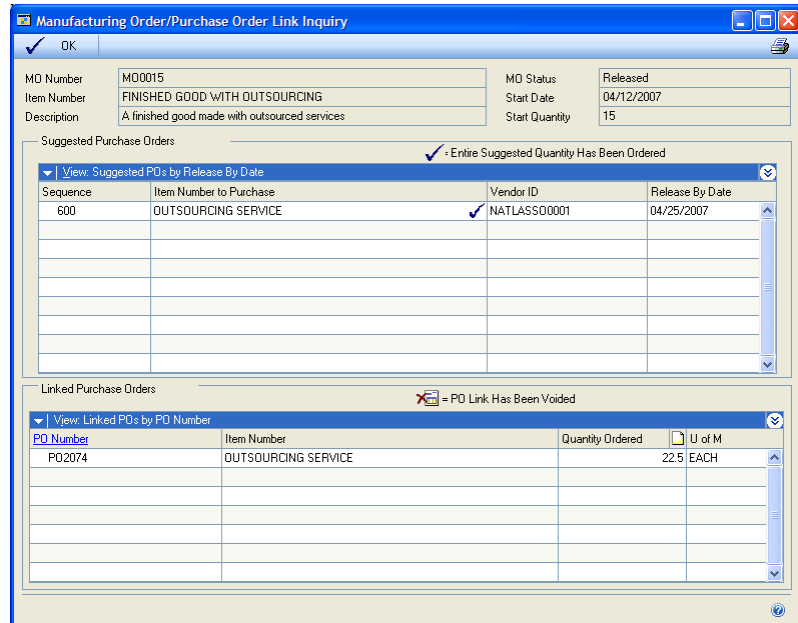 Manufacturing Order/Purchase Order Link Inquiry
OK
MO Number MO0015 MO Status Released
Item Number FINISHED GOOD WITH OUTSOURCING Start Date 04/12/2007
Description A finished good made with outsourced services Start Quantity 15
Suggested Purchase Orders
= Entire Suggested Quantity Has Been Ordered
View: Suggested POs by Release By Date
Sequence Item Number to Purchase Vendor ID Release By Date
600 OUTSOURCING SERVICE NATLASSO0001 04/25/2007
Linked Purchase Orders
= PO Link Has Been Voided
View: Linked POs by PO Number
PO Number Item Number Quantity Ordered U of M
PO2074 OUTSOURCING SERVICE 22.5 EACH